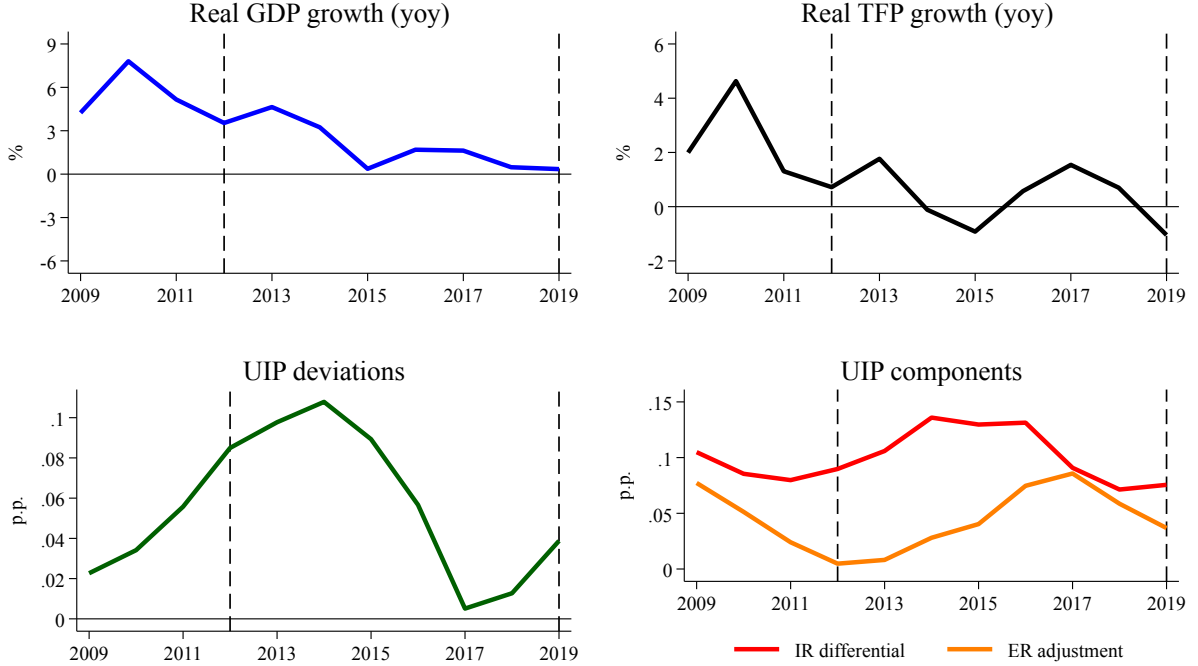 Real GDP growth (yoy)
%
9
6
3
0
-3
-6
2009 2011 2013 2015 2017 2019
Real TFP growth (yoy)
%
6
4
2
0
-2
2009 2011 2013 2015 2017 2019
UIP deviations
p.p.
.1
.08
.06
.04
.02
0
2009 2011 2013 2015 2017 2019
UIP components
p.p.
.15
.1
.05
0
2009 2011 2013 2015 2017 2019
IR differential ER adjustment